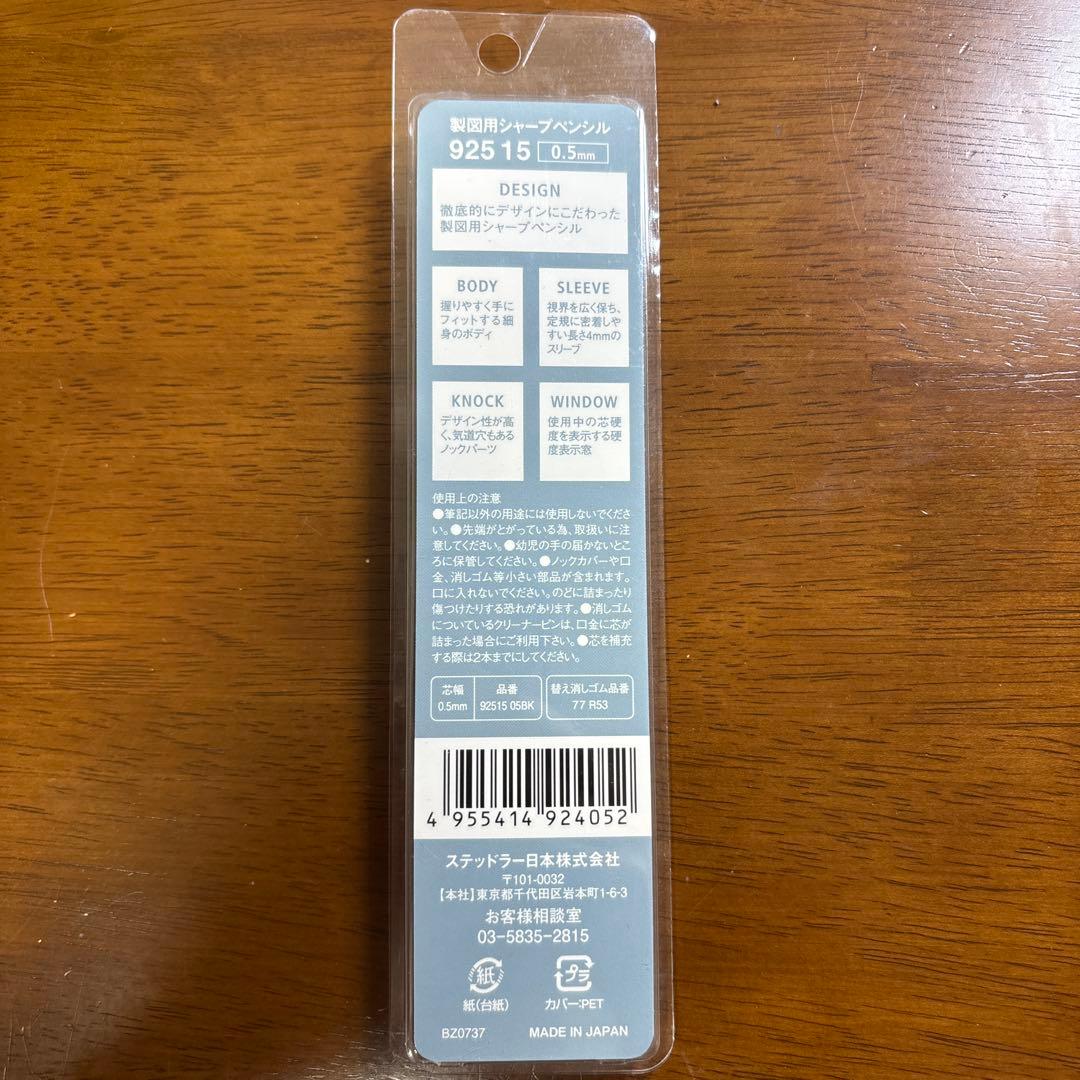 製図用シャープペンシル
925 15 0.5mm
DESIGN
徹底的にデザインにこだわった
製図用シャープペンシル
BODY
握りやすく手に
フィットする細
身のボディ
SLEEVE
視界を広く保ち、
定規に密着しや
すい長さ4mmの
スリーブ
KNOCK
デザイン性が高
く、気道穴もある
ノックパーツ
WINDOW
使用中の芯硬
度を表示する硬
度表示窓
使用上の注意
●筆記以外の用途には使用しないでくださ
い。●先端がとがっている為、取扱いに注
意してください。●幼児の手の届かないとこ
ろに保管してください。●ノックカバーや口
金、消しゴム等小さい部品が含まれます。
口に入れないでください。のどに詰まったり
傷つけたりする恐れがあります。●消しゴム
についているクリーナーピンは、口金に芯が
詰まった場合にご利用下さい。●芯を補充
する際は2本までにしてください。
芯幅
0.5mm
品番
92515 05BK
替え消しゴム品番
77 R53
4 955414 924052
ステッドラー日本株式会社
〒101-0032
【本社】東京都千代田区岩本町1-6-3
お客様相談室
03-5835-2815
紙
紙(台紙)
プラ
カバー:PET
BZ0737
MADE IN JAPAN